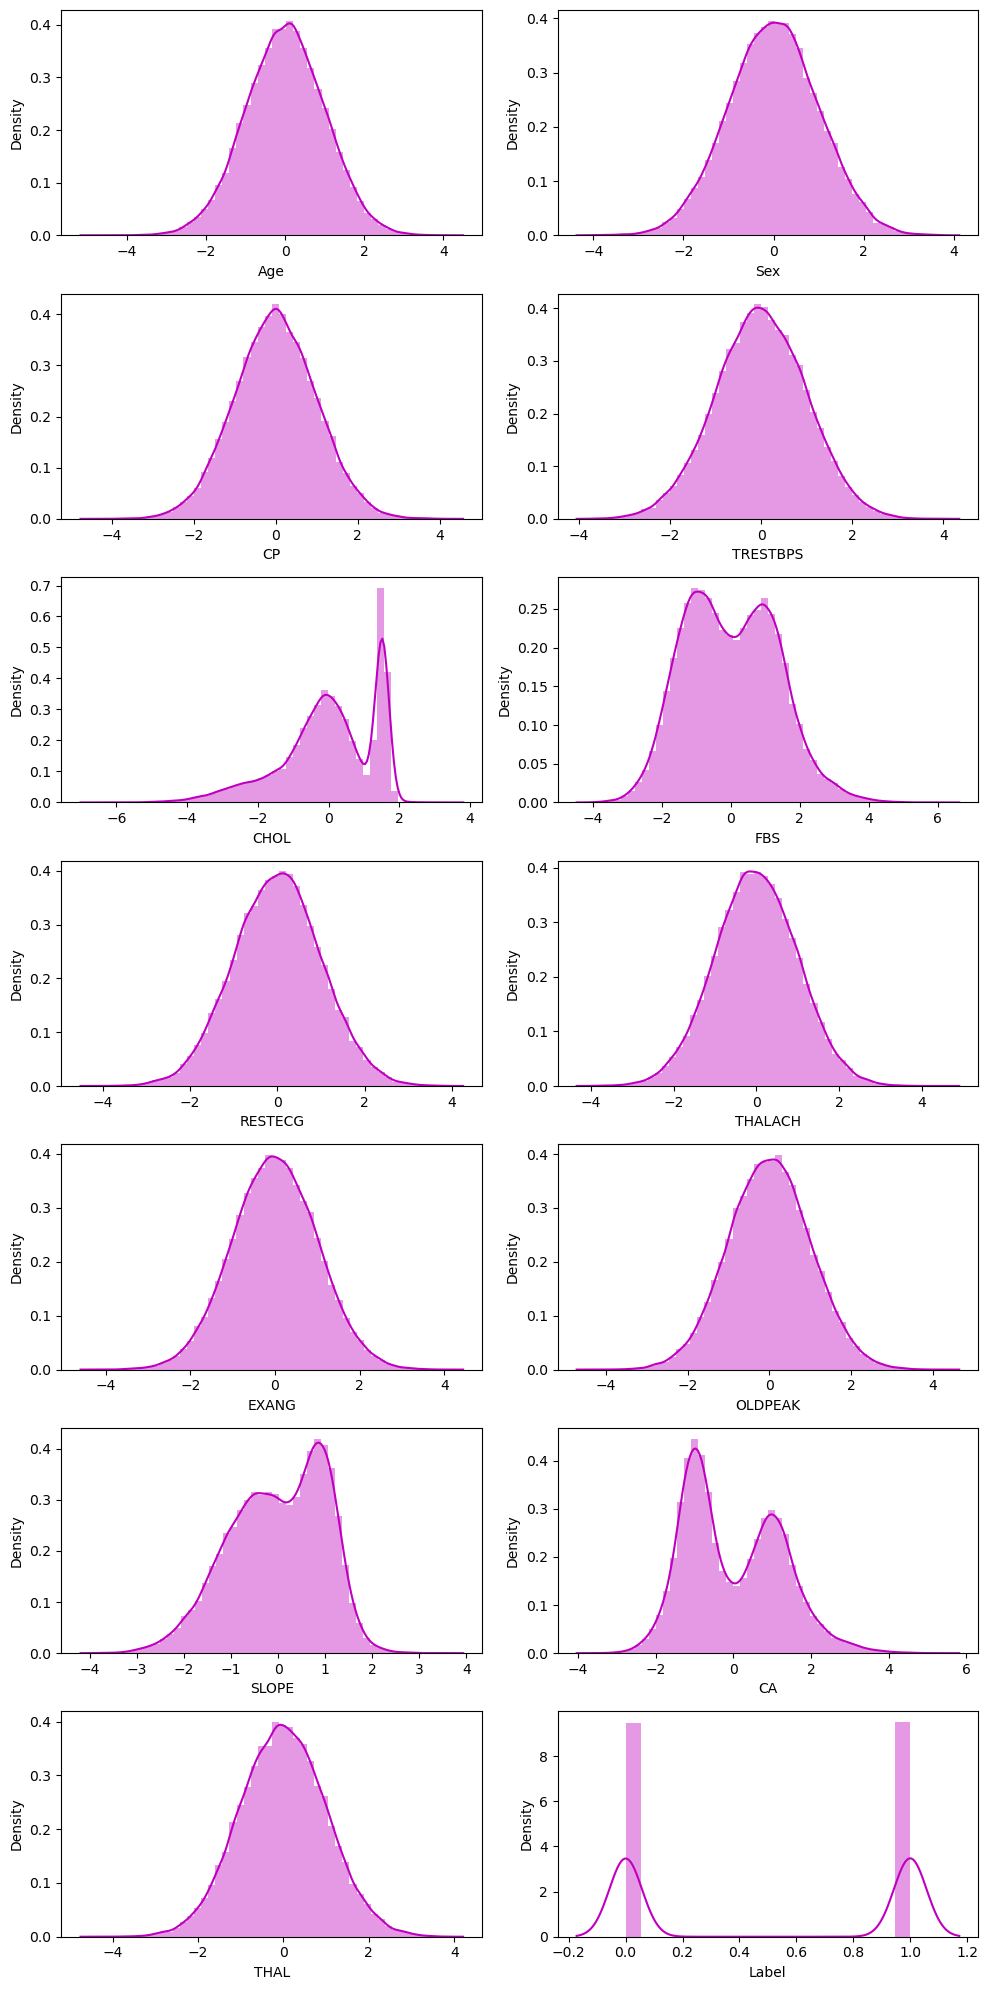 0.4
0.3
0.2
0.1
0.0
Density
−4 −2 0 2 4
Age
0.4
0.3
0.2
0.1
0.0
Density
−4 −2 0 2 4
Sex
0.4
0.3
0.2
0.1
0.0
Density
−4 −2 0 2 4
CP
0.4
0.3
0.2
0.1
0.0
Density
−4 −2 0 2 4
TRESTBPS
0.7
0.6
0.5
0.4
0.3
0.2
0.1
0.0
Density
−6 −4 −2 0 2 4
CHOL
0.25
0.20
0.15
0.10
0.05
0.00
Density
−4 −2 0 2 4 6
FBS
0.4
0.3
0.2
0.1
0.0
Density
−4 −2 0 2 4
RESTECG
0.4
0.3
0.2
0.1
0.0
Density
−4 −2 0 2 4
THALACH
0.4
0.3
0.2
0.1
0.0
Density
−4 −2 0 2 4
EXANG
0.4
0.3
0.2
0.1
0.0
Density
−4 −2 0 2 4
OLDPEAK
0.4
0.3
0.2
0.1
0.0
Density
−4 −3 −2 −1 0 1 2 3 4
SLOPE
0.4
0.3
0.2
0.1
0.0
Density
−4 −2 0 2 4 6
CA
0.4
0.3
0.2
0.1
0.0
Density
−4 −2 0 2 4
THAL
8
6
4
2
0
Density
−0.2 0.0 0.2 0.4 0.6 0.8 1.0 1.2
Label